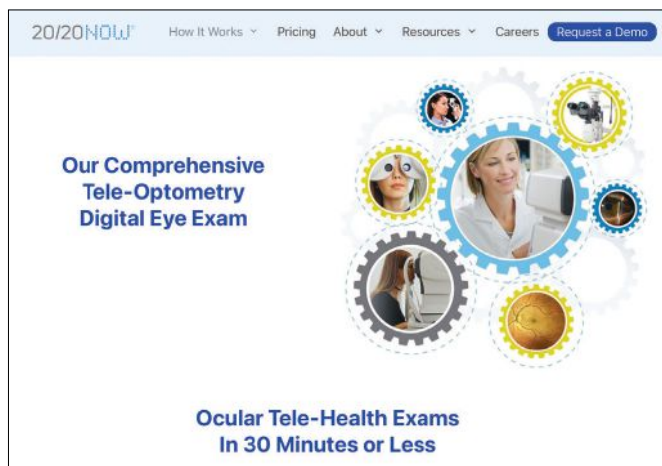 20/20NOW®
How It Works Pricing About Resources Careers Request a Demo
Our Comprehensive
Tele-Optometry
Digital Eye Exam
Ocular Tele-Health Exams
In 30 Minutes or Less